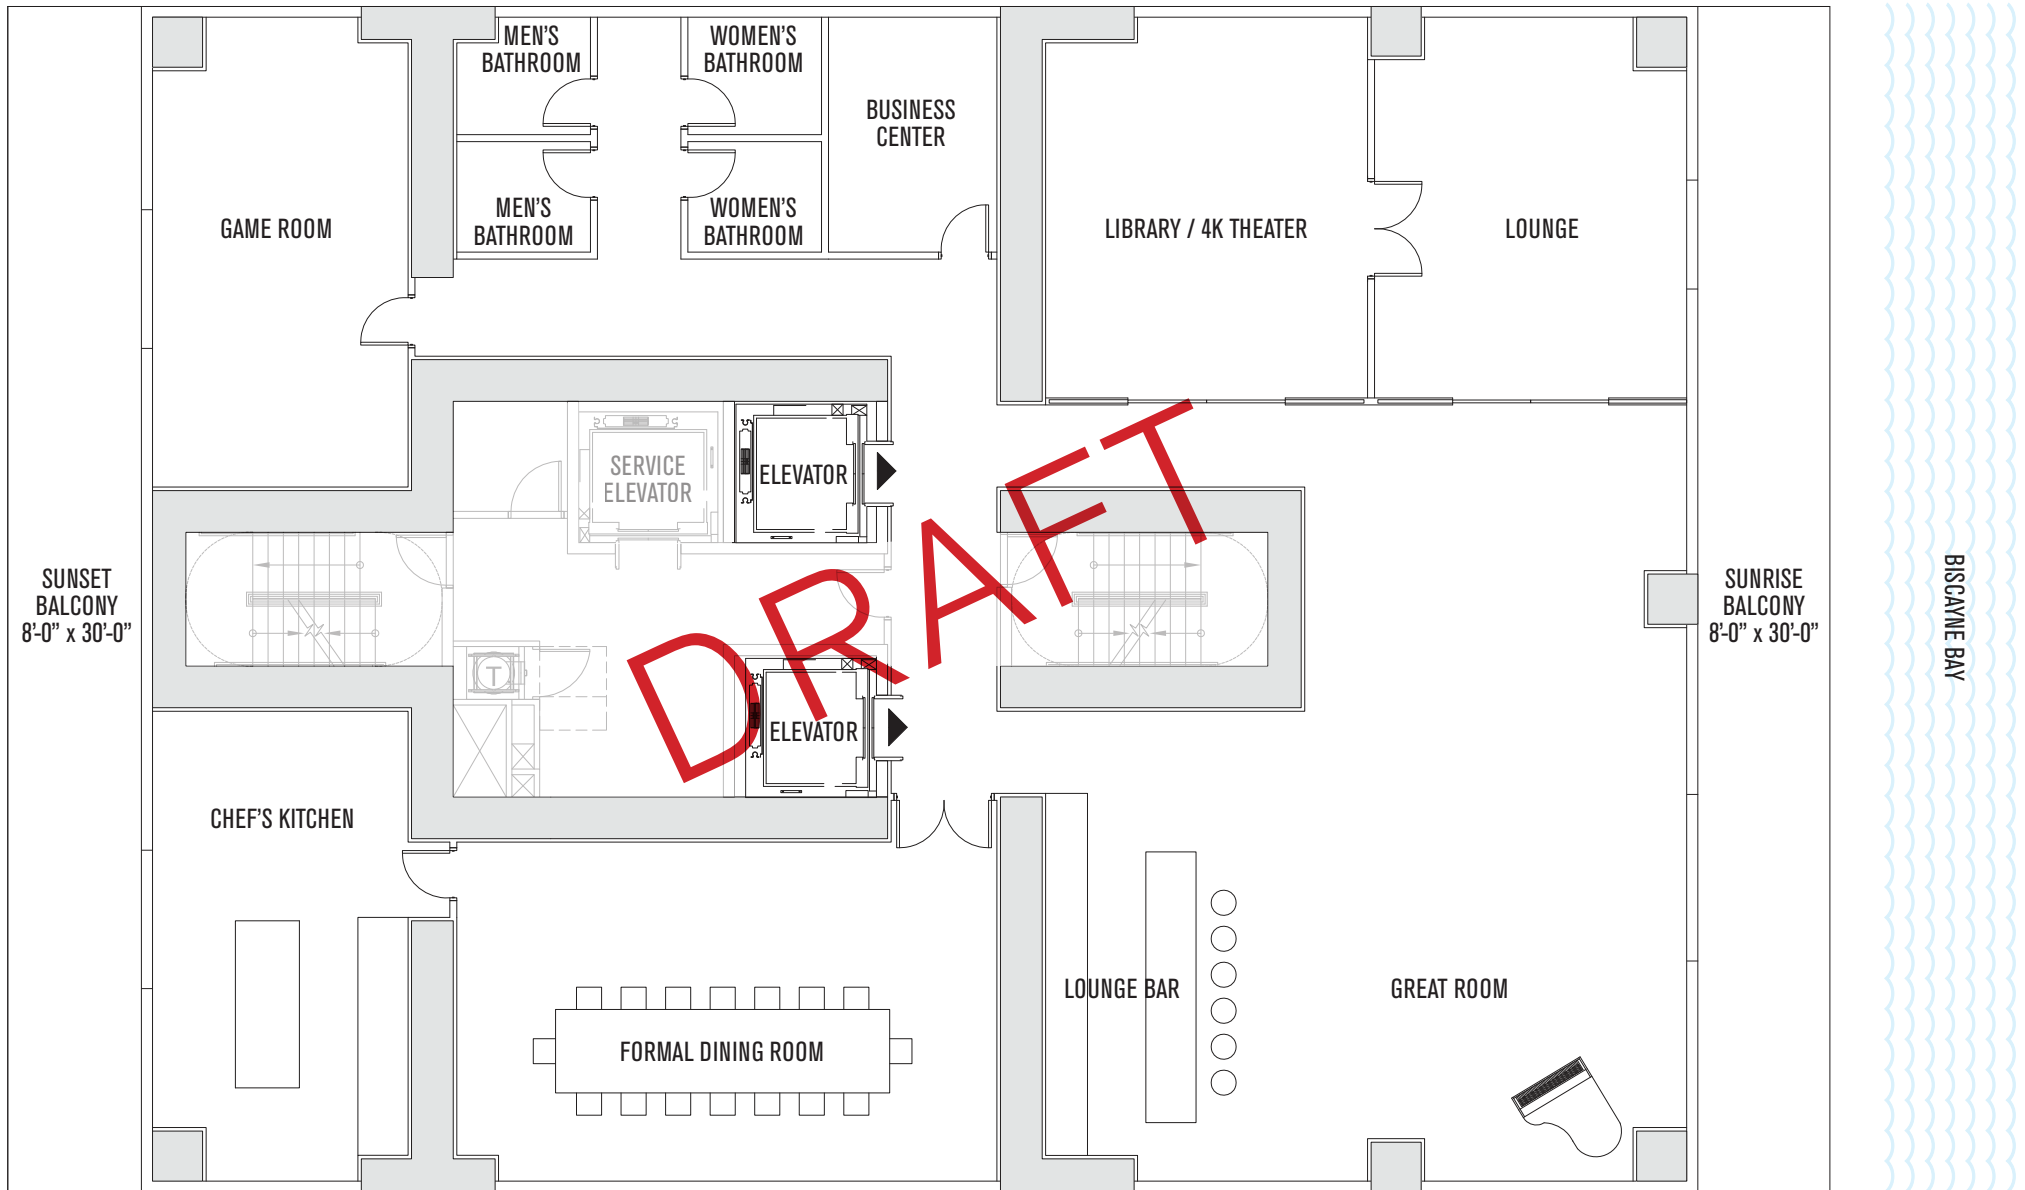 MEN'S
BATHROOM
WOMEN'S
BATHROOM
BUSINESS
CENTER
MEN'S
BATHROOM
WOMEN'S
BATHROOM
GAME ROOM
LIBRARY / 4K THEATER
LOUNGE
SERVICE
ELEVATOR
ELEVATOR
DRAFT
SUNSET
BALCONY
8'-0" x 30'-0"
SUNRISE
BALCONY
8'-0" x 30'-0"
BISCAYNE BAY
T
ELEVATOR
CHEF'S KITCHEN
LOUNGE BAR
GREAT ROOM
FORMAL DINING ROOM